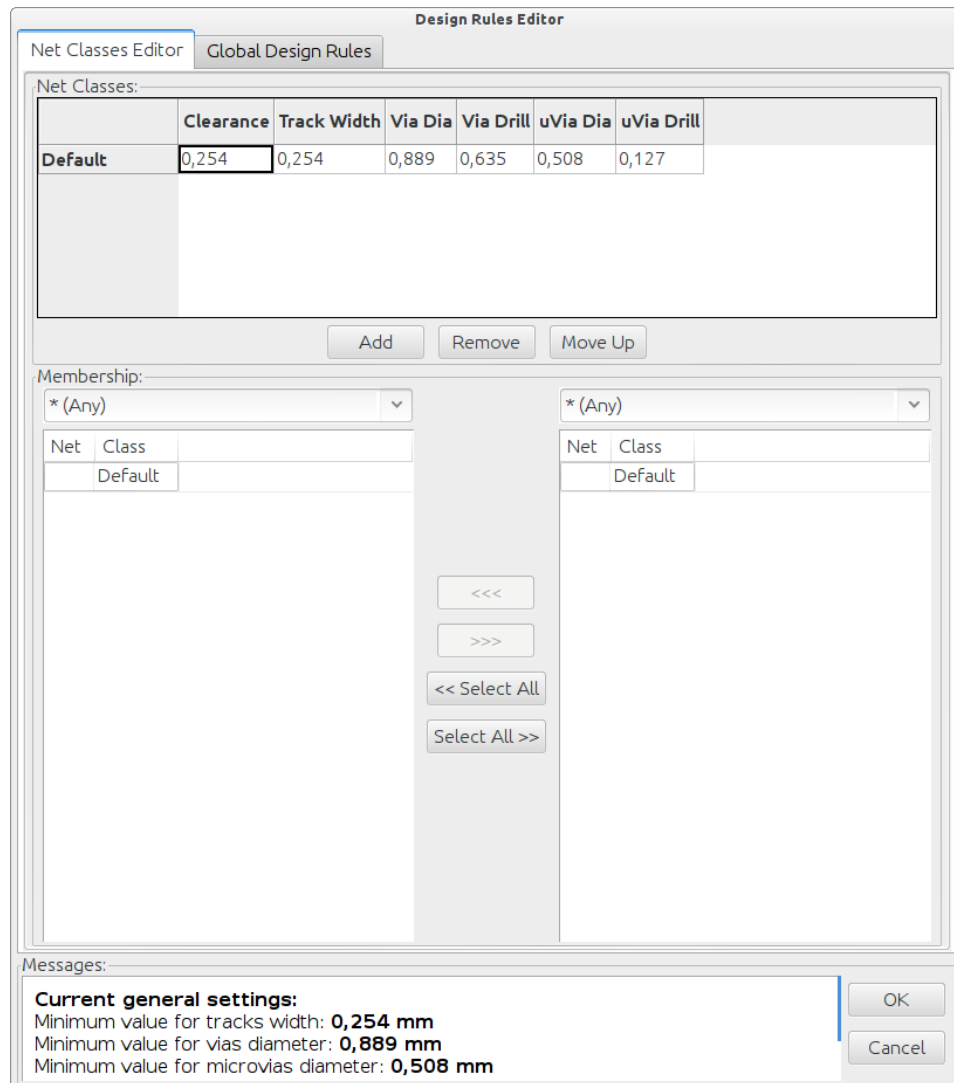 Design Rules Editor
Net Classes Editor Global Design Rules
Net Classes:
Clearance Track Width Via Dia Via Drill uVia Dia uVia Drill
Default 0,254 0,254 0,889 0,635 0,508 0,127
Add Remove Move Up
Membership:
* (Any) * (Any)
Net Class Net Class
Default Default
<<<
>>>
<< Select All
Select All >>
Messages:
Current general settings:
Minimum value for tracks width: 0,254 mm
Minimum value for vias diameter: 0,889 mm
Minimum value for microvias diameter: 0,508 mm
OK
Cancel